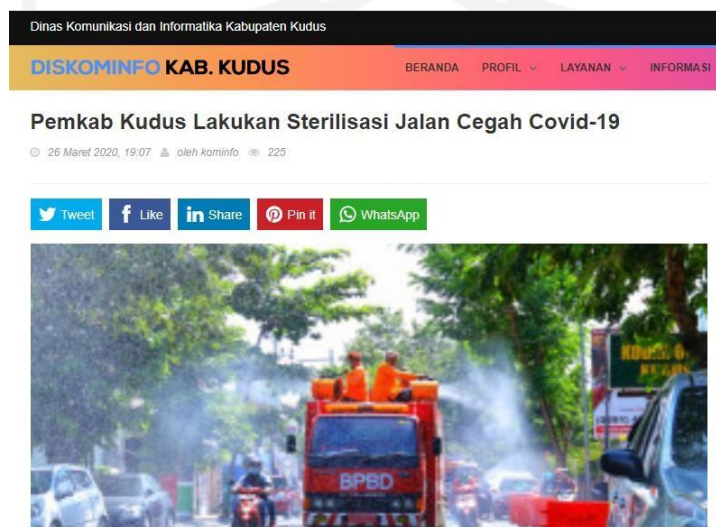 Dinas Komunikasi dan Informatika Kabupaten Kudus
DISKOMINFO KAB. KUDUS
BERANDA PROFIL LAYANAN INFORMASI
Pemkab Kudus Lakukan Sterilisasi Jalan Cegah Covid-19
26 Maret 2020, 19:07 oleh kominfo 225
Tweet Like in Share Pin it WhatsApp
BPBD